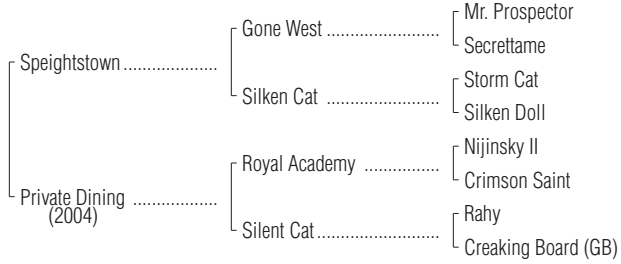 Mr. Prospector
Gone West ........................
Secrettame
Speightstown ....................
Storm Cat
Silken Cat ........................
Silken Doll
Nijinsky II
Royal Academy ................
Crimson Saint
Private Dining ..................
(2004)
Rahy
Silent Cat ..........................
Creaking Board (GB)